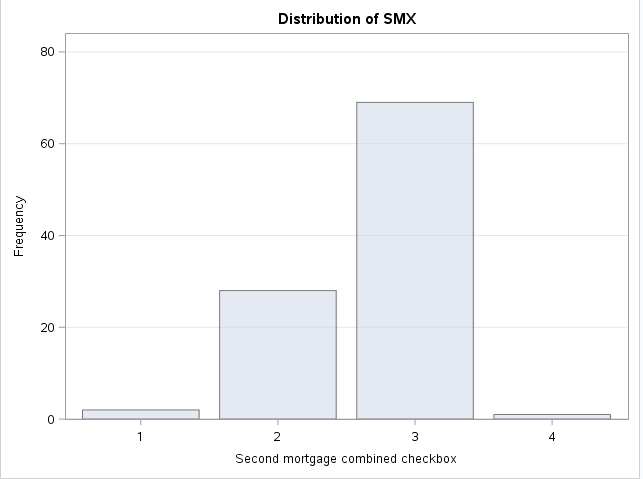 Distribution of SMX
80
60
40
20
0
Frequency
1 2 3 4
Second mortgage combined checkbox